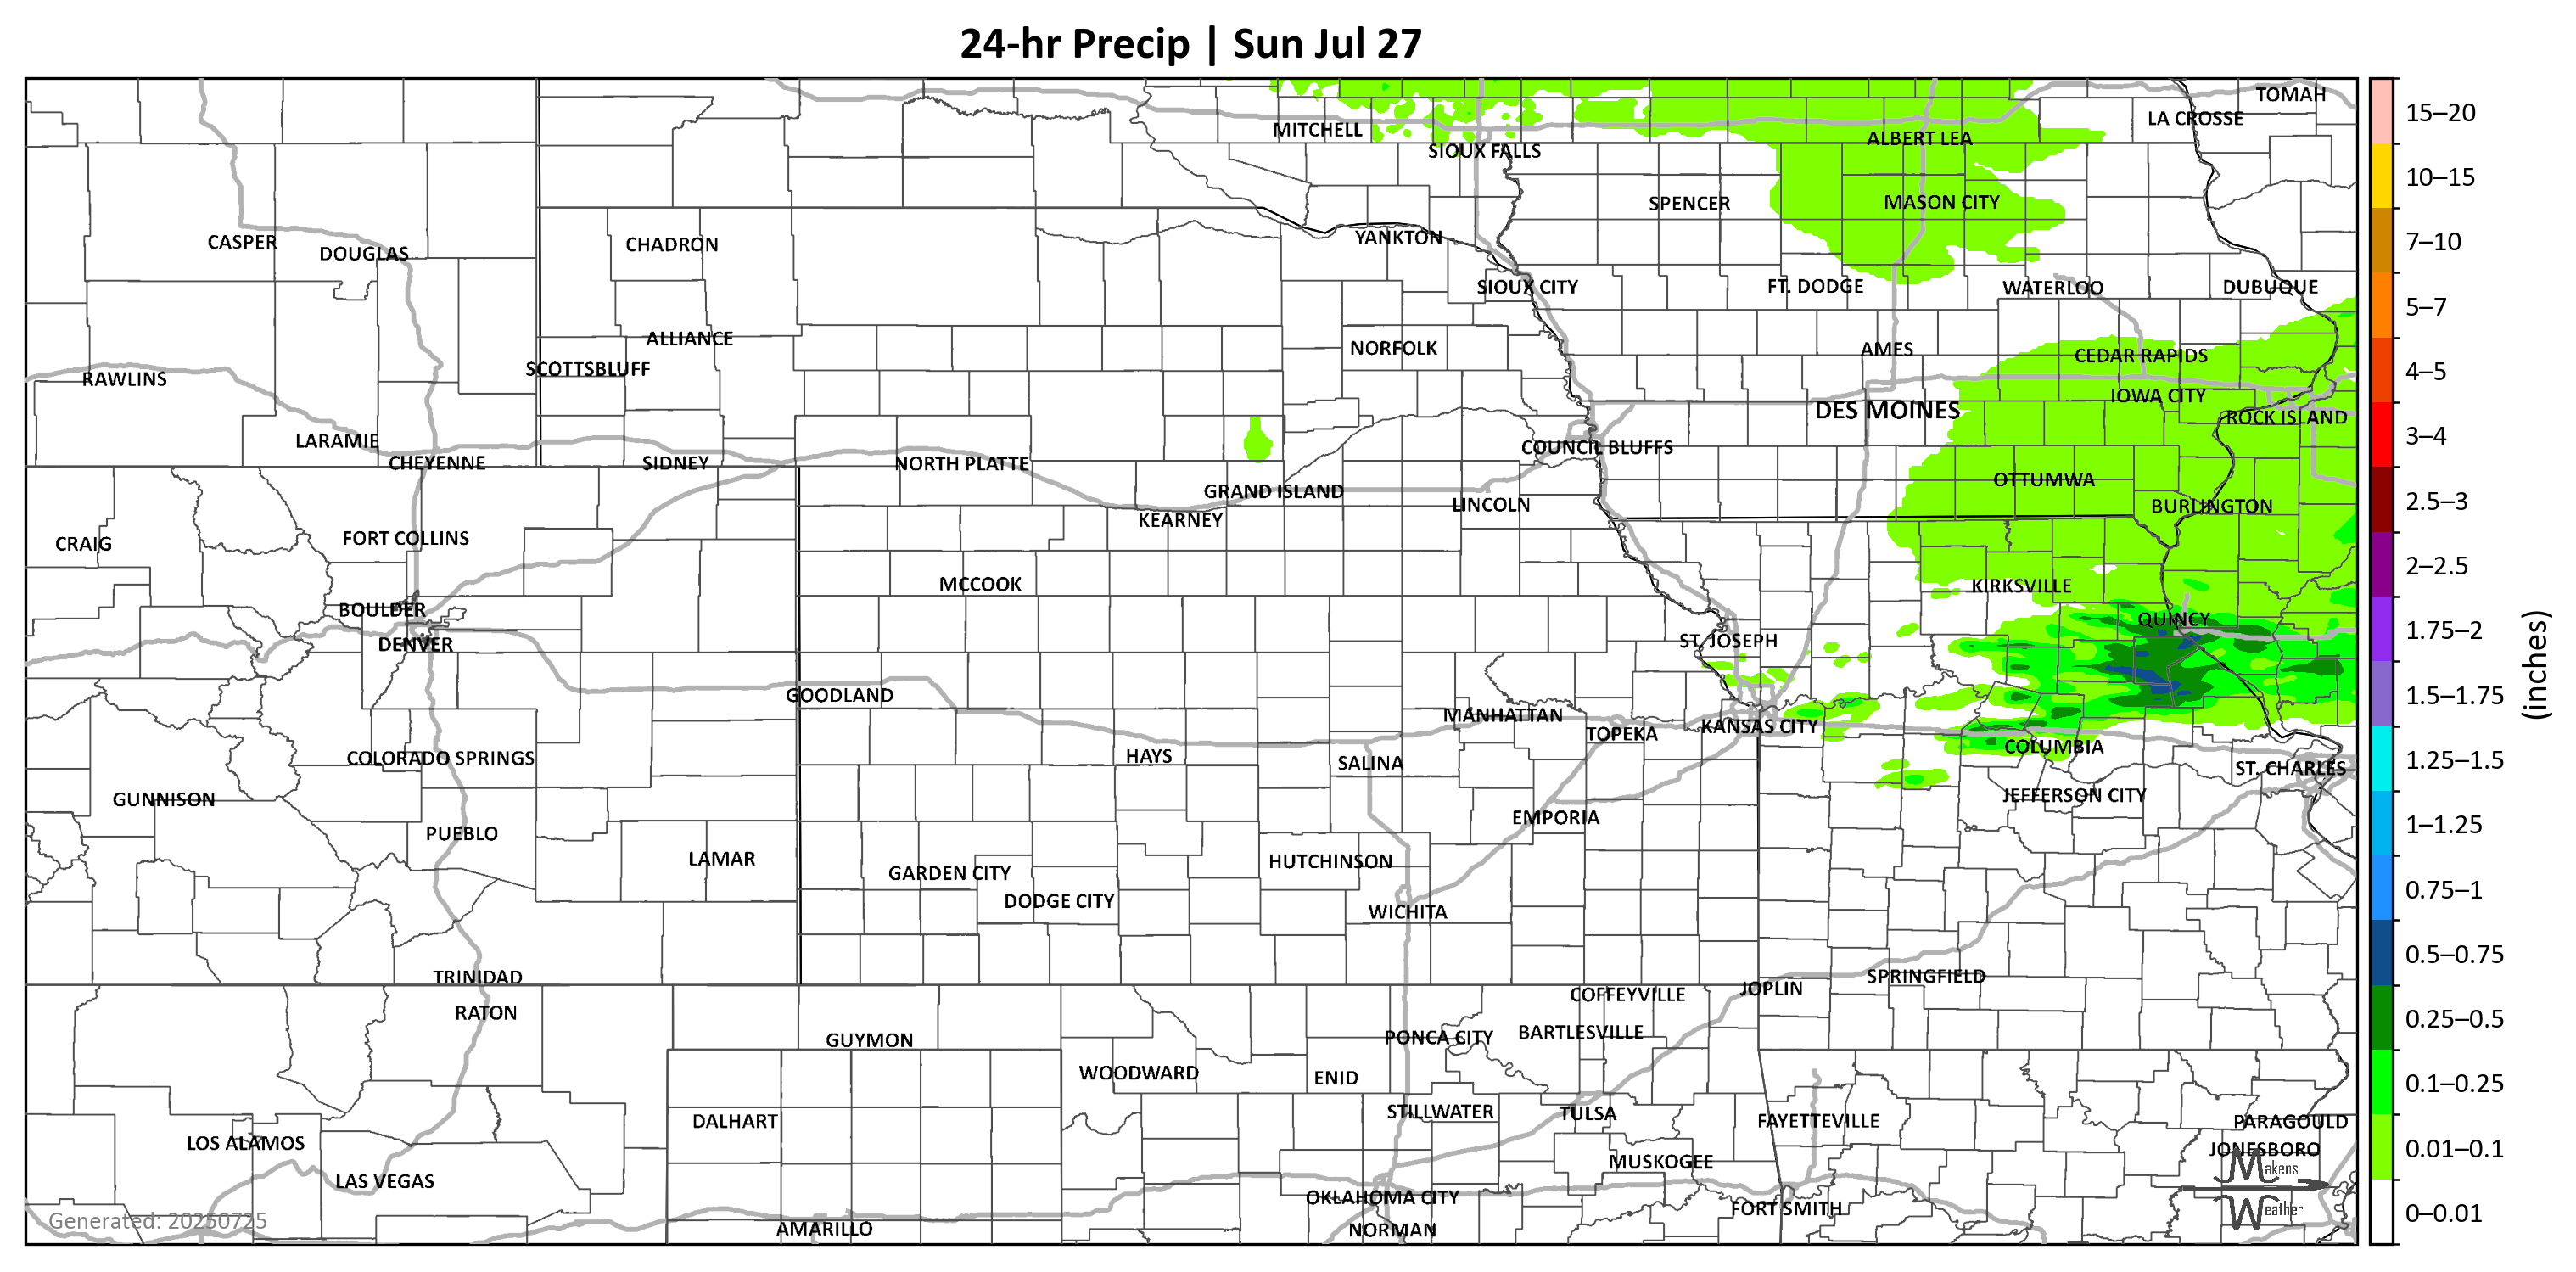 24-hr Precip | Sun Jul 27
TOMAH
LA CROSSE
MITCHELL
ALBERT LEA
SIOUX FALLS
SPENCER
MASON CITY
YANKTON
CASPER
CHADRON
DOUGLAS
SIOUX CITY
FT. DODGE
WATERLOO
DUBUQUE
ALLIANCE
NORFOLK
AMES
CEDAR RAPIDS
SCOTTSBLUFF
RAWLINS
IOWA CITY
DES MOINES
ROCK ISLAND
LARAMIE
COUNCIL BLUFFS
CHEYENNE
SIDNEY
NORTH PLATTE
OTTUMWA
GRAND ISLAND
LINCOLN
BURLINGTON
KEARNEY
FORT COLLINS
CRAIG
MCCOOK
KIRKSVILLE
BOULDER
QUINCY
DENVER
ST. JOSEPH
GOODLAND
MANHATTAN
KANSAS CITY
TOPEKA
COLUMBIA
COLORADO SPRINGS
HAYS
SALINA
ST. CHARLES
GUNNISON
JEFFERSON CITY
EMPORIA
PUEBLO
LAMAR
HUTCHINSON
GARDEN CITY
DODGE CITY
WICHITA
TRINIDAD
SPRINGFIELD
JOPLIN
COFFEYVILLE
RATON
BARTLESVILLE
PONCA CITY
GUYMON
WOODWARD
ENID
STILLWATER
TULSA
DALHART
FAYETTEVILLE
PARAGOULD
LOS ALAMOS
JONESBORO
MUSKOGEE
LAS VEGAS
OKLAHOMA CITY
FORT SMITH
AMARILLO
NORMAN
Generated: 20250725
Makens
Weather
15–20
10–15
7–10
5–7
4–5
3–4
2.5–3
2–2.5
1.75–2
1.5–1.75
1.25–1.5
1–1.25
0.75–1
0.5–0.75
0.25–0.5
0.1–0.25
0.01–0.1
0–0.01
(inches)